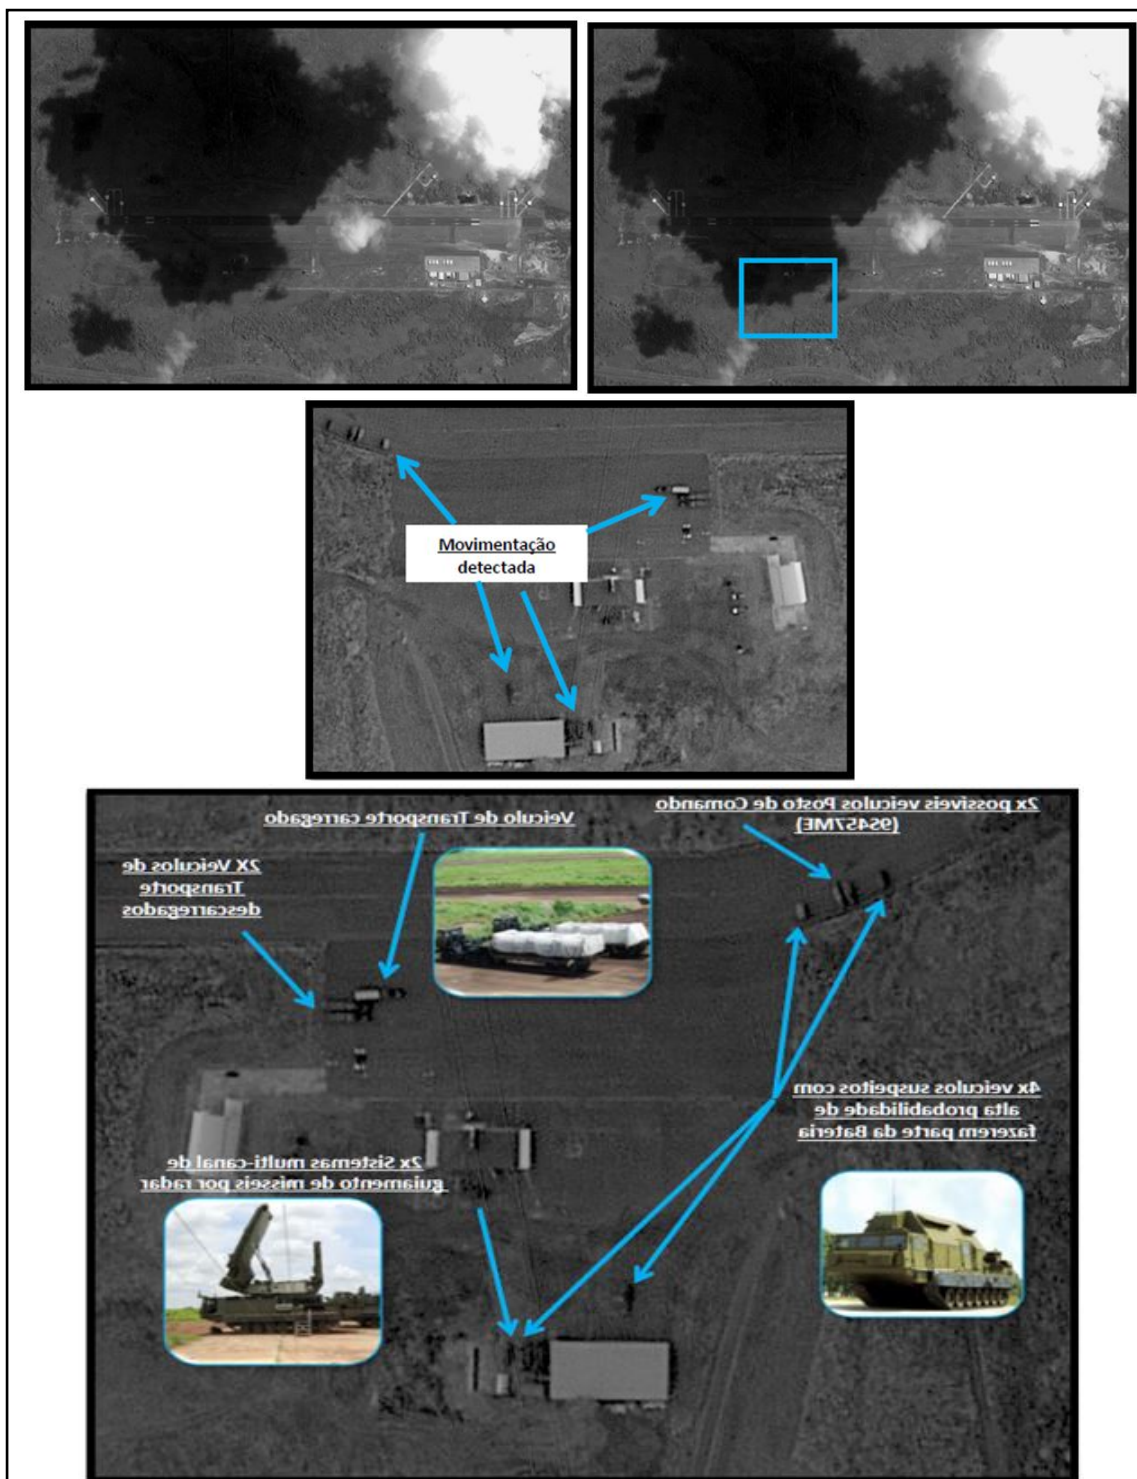 Movimentação
detectada
Veículo de Transporte carregado
2x possíveis veículos Posto de Comando
(9S457ME)
2X Veículos de
Transporte
descarregados
4x veículos suspeitos com
alta probabilidade de
fazerem parte da Bateria
2x Sistemas multi-canal de
guiamento de mísseis por radar